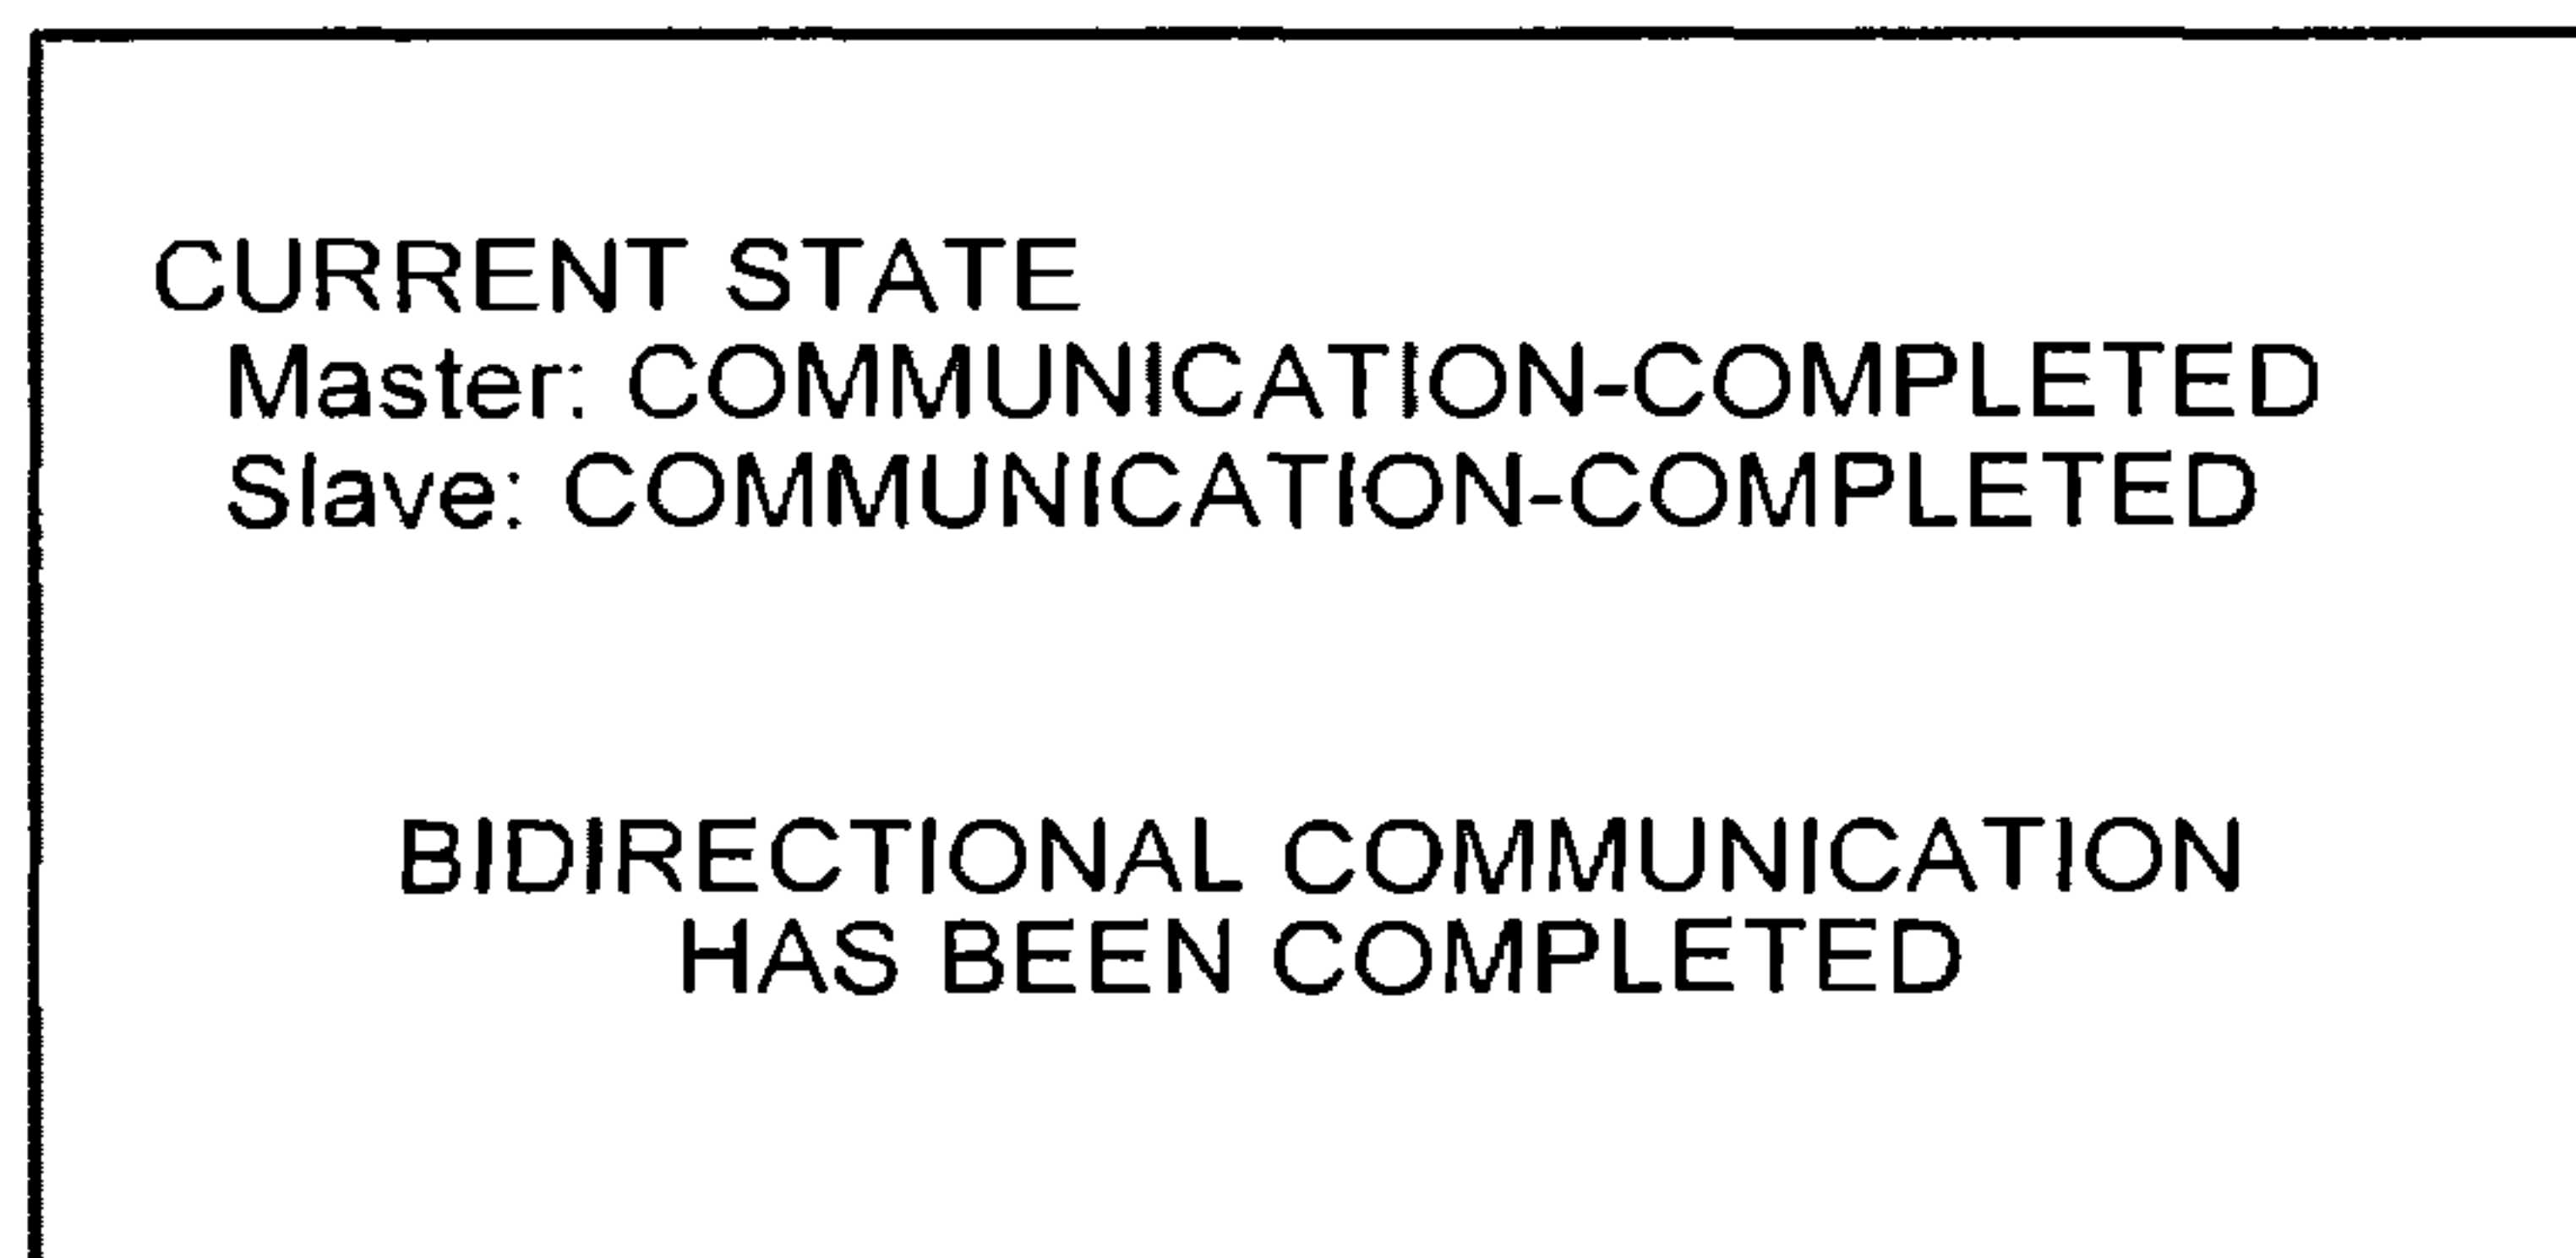 CURRENT STATE
Master: COMMUNICATION-COMPLETED
Slave: COMMUNICATION-COMPLETED
BIDIRECTIONAL COMMUNICATION
HAS BEEN COMPLETED